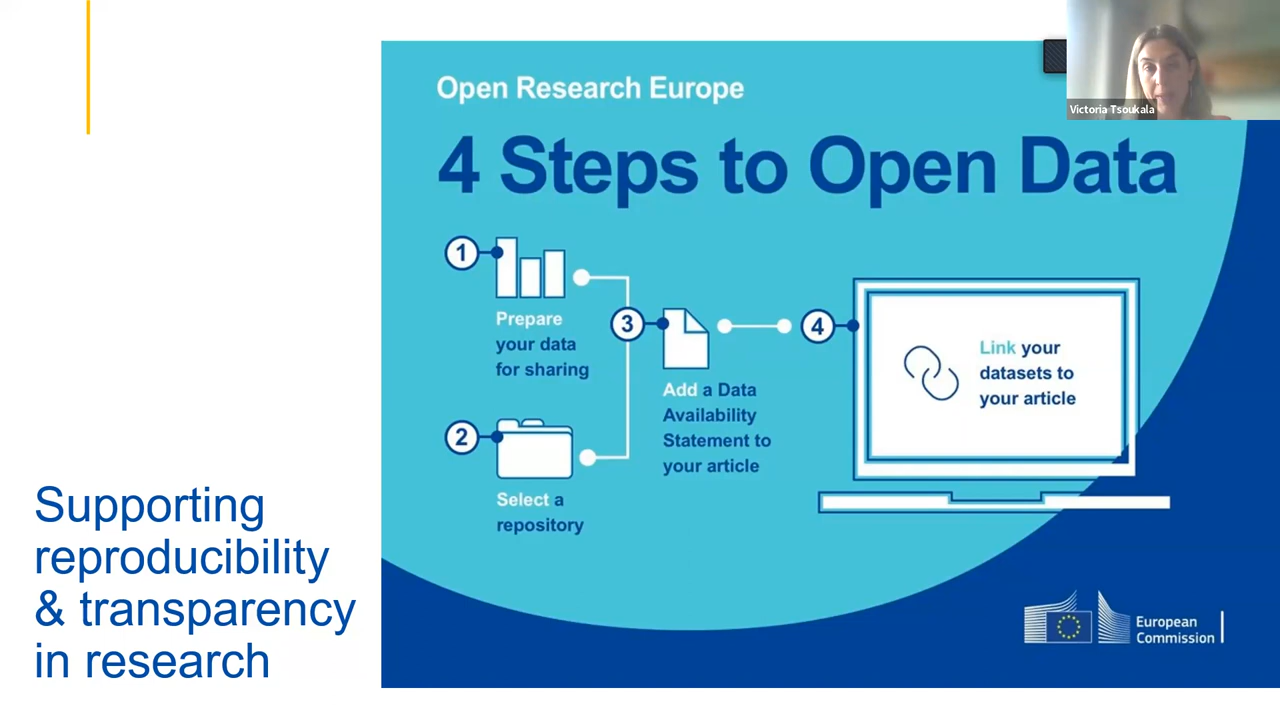 Victoria Tsoukala
Open Research Europe
4 Steps to Open Data
1
Prepare
your data
for sharing
2
Select a
repository
3
Add a Data
Availability
Statement to
your article
4
Link your
datasets to
your article
Supporting
reproducibility
& transparency
in research
European
Commission